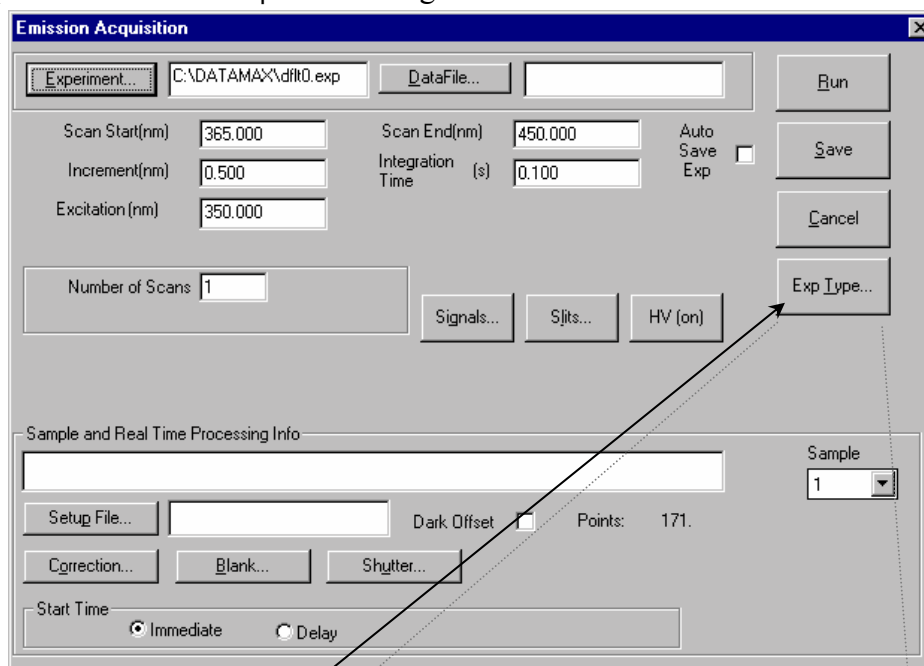 Emission Acquisition
Experiment... C:\DATAMAX\dflt0.exp DataFile... Run
Scan Start(nm) 365.000 Scan End(nm) 450.000 Auto Save Exp Save
Increment(nm) 0.500 Integration Time (s) 0.100
Excitation (nm) 350.000 Cancel
Number of Scans 1 Exp Type...
Signals... Slits... HV (on)
Sample and Real Time Processing Info
Sample
1
Setup File... Dark Offset Points: 171.
Correction... Blank... Shutter...
Start Time
Immediate Delay